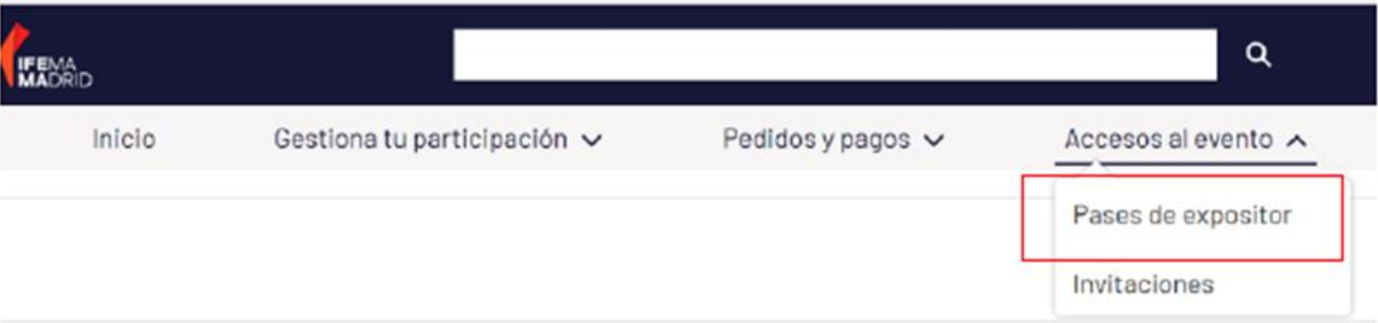 IFEMA
MADRID
Inicio Gestiona tu participación Pedidos y pagos Accesos al evento
Pases de expositor
Invitaciones